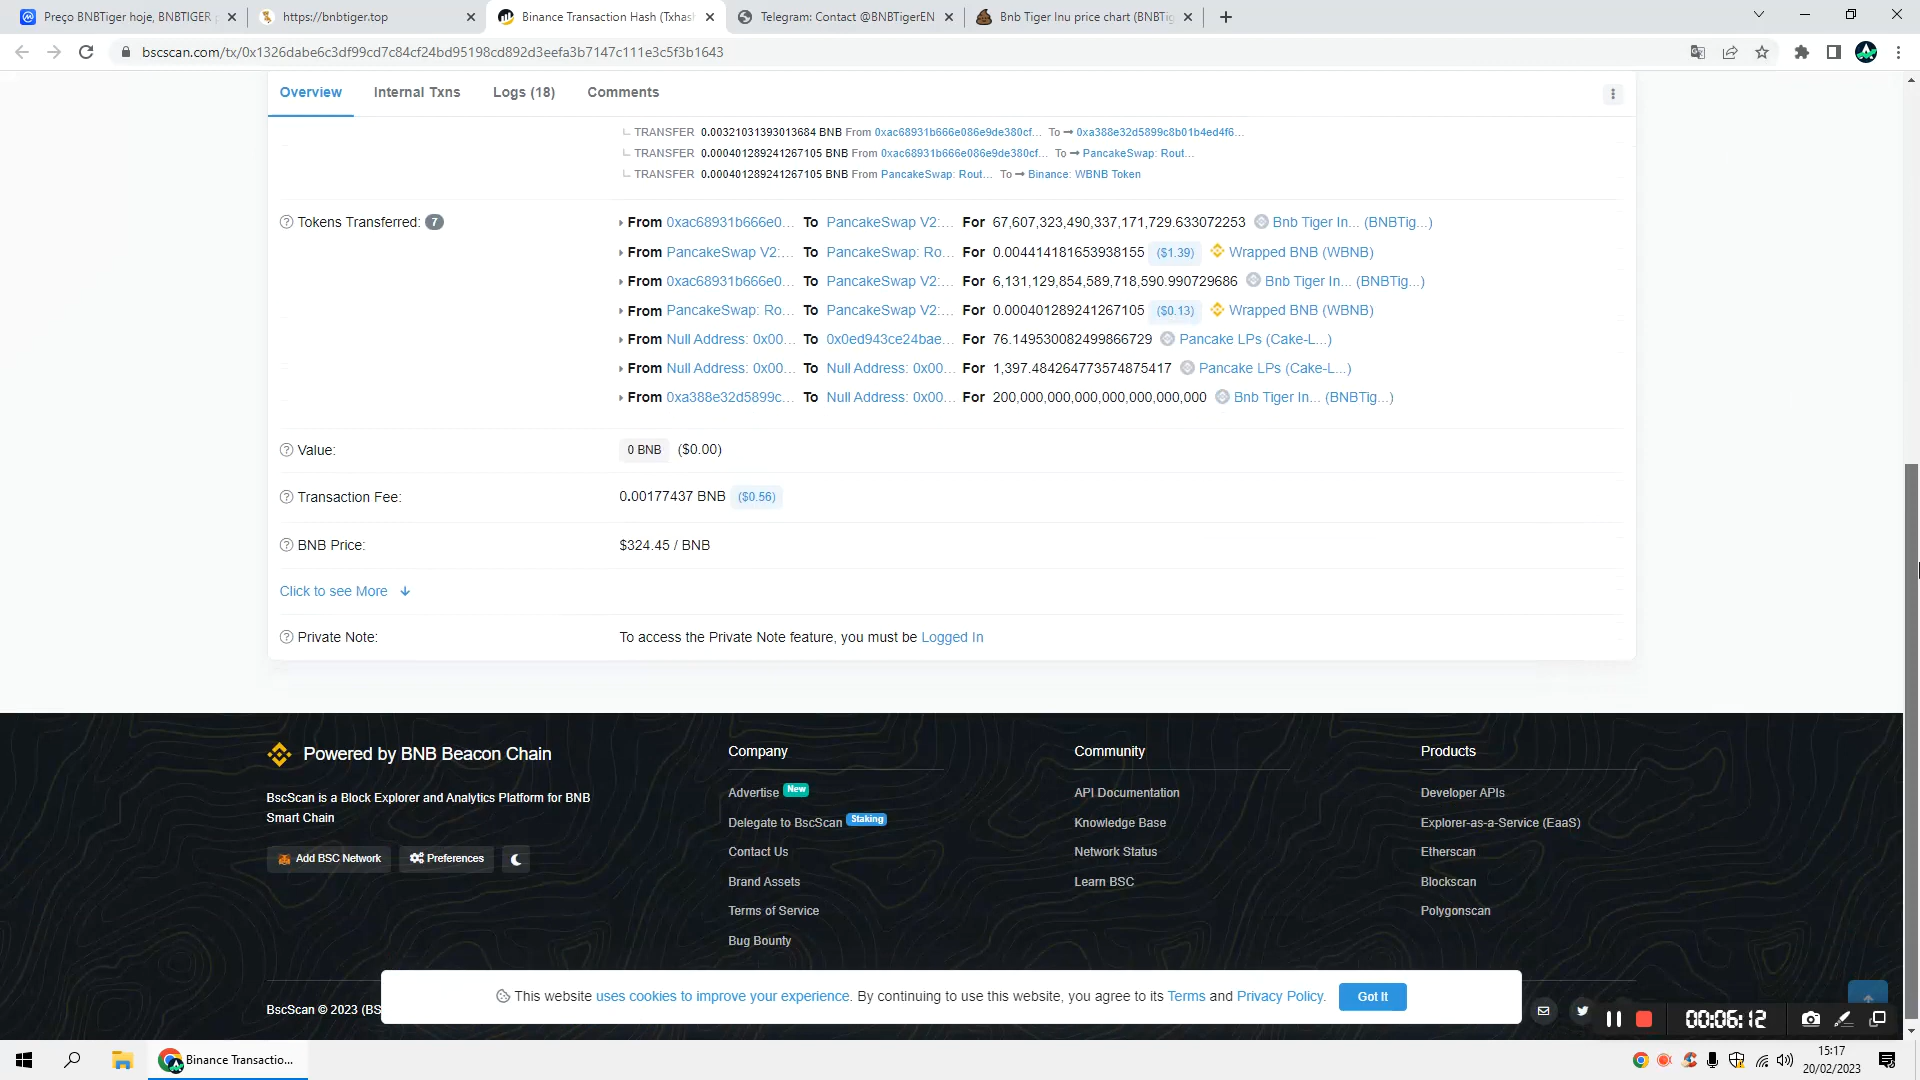 Preço BNBTiger hoje, BNBTIGER
https://bnbtiger.top
Binance Transaction Hash (Txhas
Telegram: Contact @BNBTigerEN
Bnb Tiger Inu price chart (BNBTig
bscscan.com/tx/0x1326dabe6c3df99cd7c84cf24bd95198cd892d3eefa3b7147c111e3c5f3b1643
Overview
Internal Txns
Logs (18)
Comments
TRANSFER 0.00321031393013684 BNB From 0xac68931b666e086e9de380cf... To → 0xa388e32d5899c8b01b4ed4f6...
TRANSFER 0.000401289241267105 BNB From 0xac68931b666e086e9de380cf... To → PancakeSwap: Rout...
TRANSFER 0.000401289241267105 BNB From PancakeSwap: Rout... To → Binance: WBNB Token
Tokens Transferred: 7
From 0xac68931b666e0... To PancakeSwap V2:... For 67,607,323,490,337,171,729.633072253 Bnb Tiger In... (BNBTig...)
From PancakeSwap V2:... To PancakeSwap: Ro... For 0.004414181653938155 ($1.39) Wrapped BNB (WBNB)
From 0xac68931b666e0... To PancakeSwap V2:... For 6,131,129,854,589,718,590.990729686 Bnb Tiger In... (BNBTig...)
From PancakeSwap: Ro... To PancakeSwap V2:... For 0.000401289241267105 ($0.13) Wrapped BNB (WBNB)
From Null Address: 0x00... To 0x0ed943ce24bae... For 76.149530082499866729 Pancake LPs (Cake-L...)
From Null Address: 0x00... To Null Address: 0x00... For 1,397.484264773574875417 Pancake LPs (Cake-L...)
From 0xa388e32d5899c... To Null Address: 0x00... For 200,000,000,000,000,000,000,000 Bnb Tiger In... (BNBTig...)
Value:
0 BNB ($0.00)
Transaction Fee:
0.00177437 BNB ($0.56)
BNB Price:
$324.45 / BNB
Click to see More
Private Note:
To access the Private Note feature, you must be Logged In
Powered by BNB Beacon Chain
BscScan is a Block Explorer and Analytics Platform for BNB
Smart Chain
Add BSC Network
Preferences
Company
Advertise New
Delegate to BscScan Staking
Contact Us
Brand Assets
Terms of Service
Bug Bounty
Community
API Documentation
Knowledge Base
Network Status
Learn BSC
Products
Developer APIs
Explorer-as-a-Service (EaaS)
Etherscan
Blockscan
Polygonscan
BscScan © 2023 (BS
This website uses cookies to improve your experience. By continuing to use this website, you agree to its Terms and Privacy Policy.
Got It
00:06:12
Binance Transactio...
15:17
20/02/2023